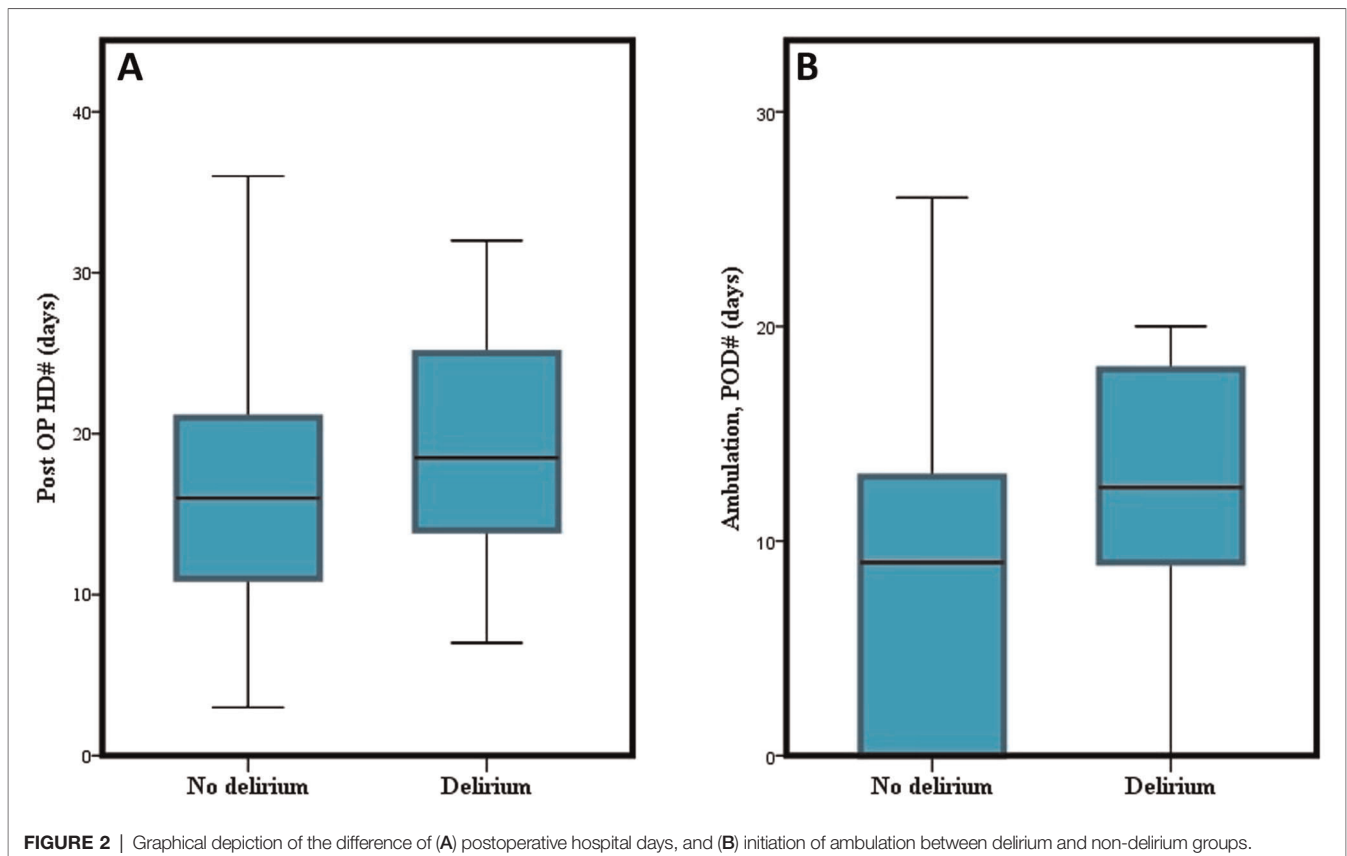 A
Post OP HD# (days)
40
30
20
10
0
No delirium Delirium
B
Ambulation, POD# (days)
30
20
10
0
No delirium Delirium
FIGURE 2 | Graphical depiction of the difference of (A) postoperative hospital days, and (B) initiation of ambulation between delirium and non-delirium groups.